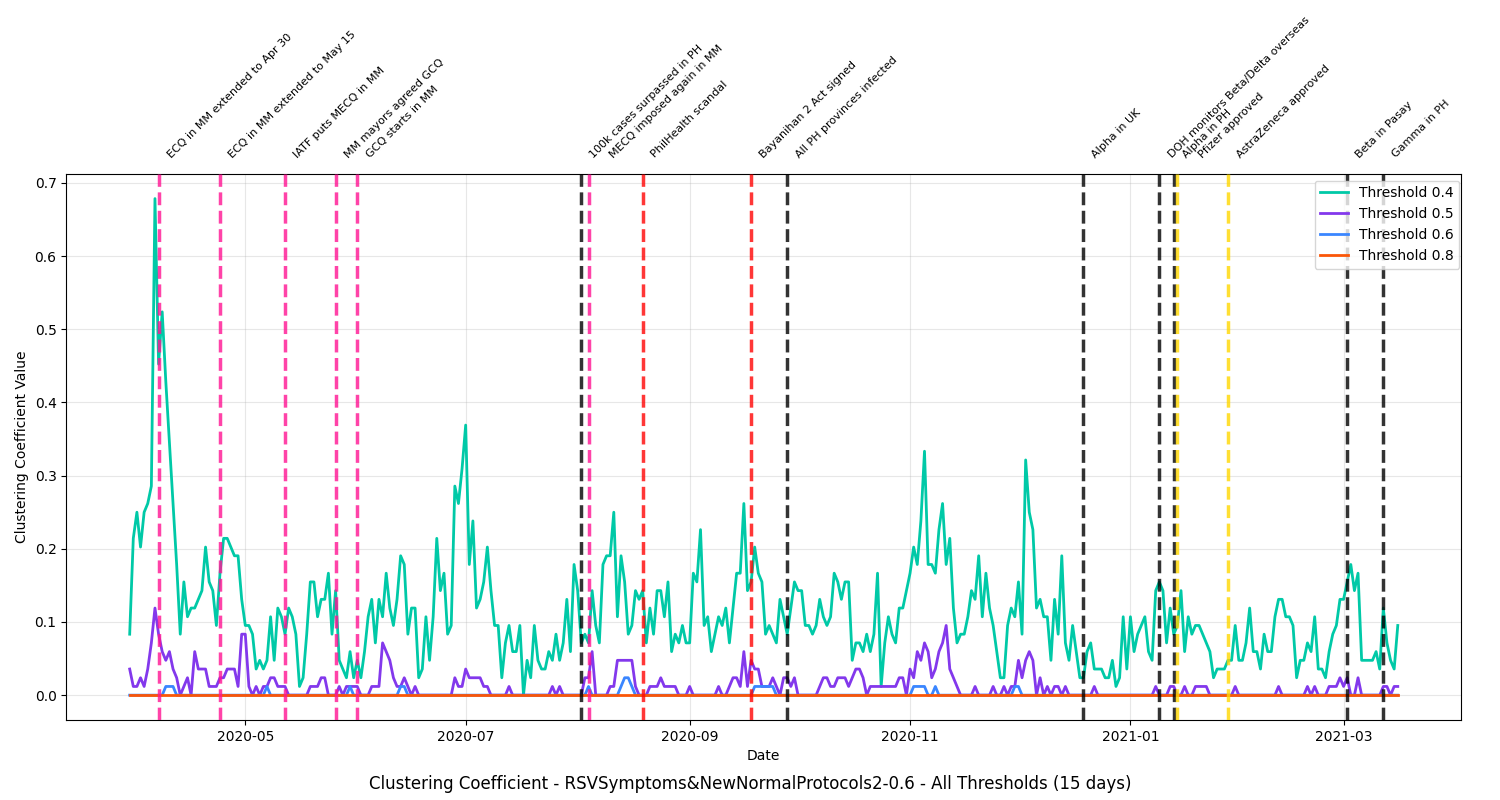 ECQ in MM extended to Apr 30
ECQ in MM extended to May 15
IATF puts MECQ in MM
MM mayors agreed GCQ
GCQ starts in MM
100k cases surpassed in PH
MECQ imposed again in MM
PhilHealth scandal
Bayanihan 2 Act signed
All PH provinces infected
Alpha in UK
DOH monitors Beta/Delta overseas
Alpha in PH
Pfizer approved
AstraZeneca approved
Beta in Pasay
Gamma in PH
Threshold 0.4
Threshold 0.5
Threshold 0.6
Threshold 0.8
Clustering Coefficient Value
0.7
0.6
0.5
0.4
0.3
0.2
0.1
0.0
2020-05
2020-07
2020-09
2020-11
2021-01
2021-03
Date
Clustering Coefficient - RSVSymptoms&NewNormalProtocols2-0.6 - All Thresholds (15 days)